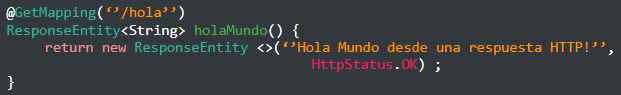 @GetMapping(‘’/hola’’)
ResponseEntity<String> holaMundo() {
return new ResponseEntity <>(‘’Hola Mundo desde una respuesta HTTP!’’,
HttpStatus.OK) ;
}